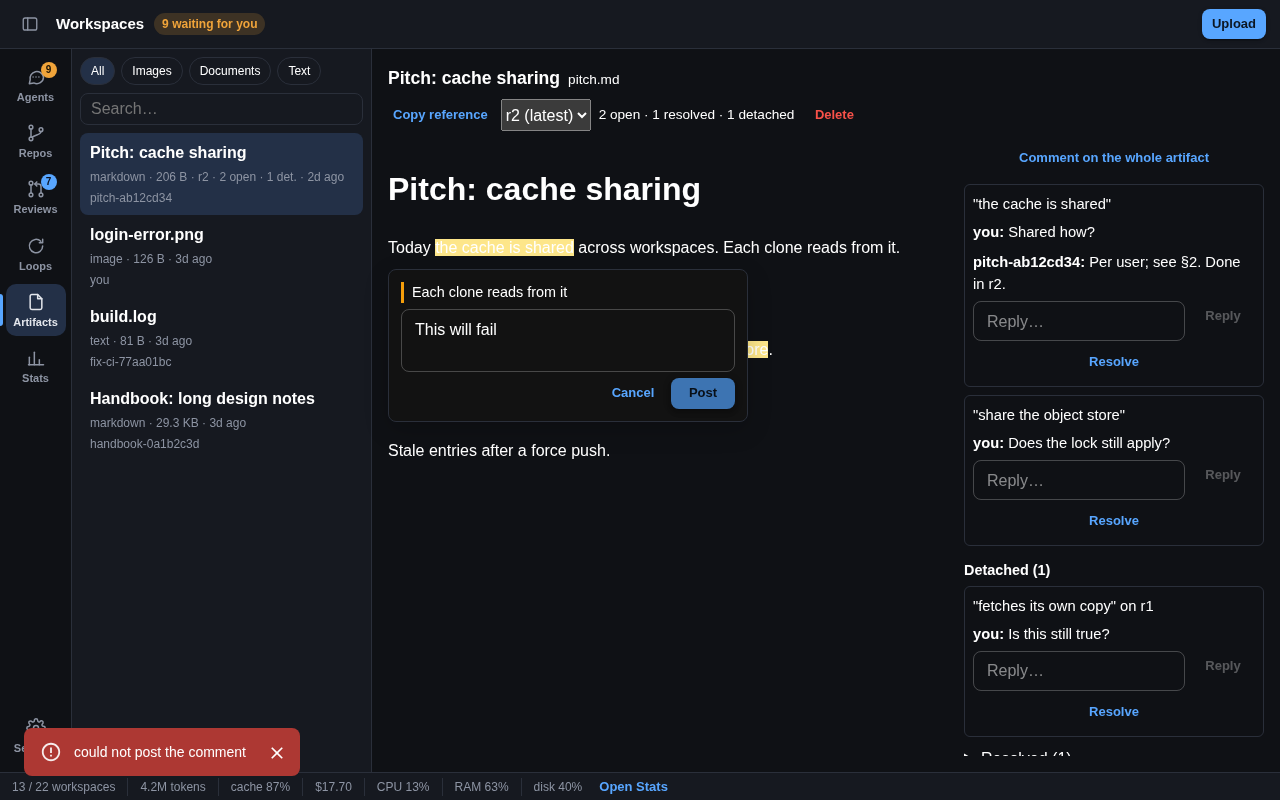 Workspaces 9 waiting for you
Upload
9
Agents
Repos
7
Reviews
Loops
Artifacts
Stats
All Images Documents Text
Search…
Pitch: cache sharing
markdown · 206 B · r2 · 2 open · 1 det. · 2d ago
pitch-ab12cd34
login-error.png
image · 126 B · 3d ago
you
build.log
text · 81 B · 3d ago
fix-ci-77aa01bc
Handbook: long design notes
markdown · 29.3 KB · 3d ago
handbook-0a1b2c3d
Pitch: cache sharing pitch.md
Copy reference r2 (latest) 2 open · 1 resolved · 1 detached Delete
Pitch: cache sharing
Today the cache is shared across workspaces. Each clone reads from it.
Each clone reads from it
This will fail
Cancel Post
Stale entries after a force push.
Comment on the whole artifact
"the cache is shared"
you: Shared how?
pitch-ab12cd34: Per user; see §2. Done
in r2.
Reply… Reply
Resolve
"share the object store"
you: Does the lock still apply?
Reply… Reply
Resolve
Detached (1)
"fetches its own copy" on r1
you: Is this still true?
Reply… Reply
Resolve
Resolved (1)
could not post the comment
13 / 22 workspaces 4.2M tokens cache 87% $17.70 CPU 13% RAM 63% disk 40% Open Stats